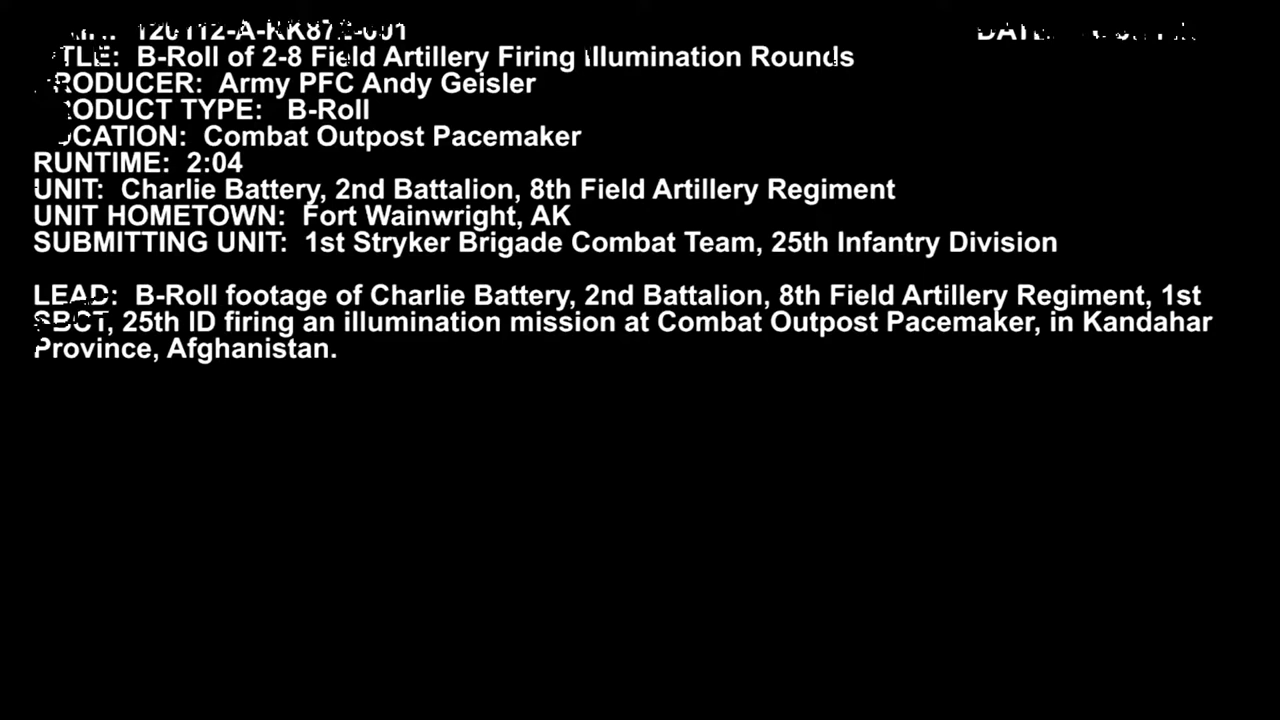 TITLE: B-Roll of 2-8 Field Artillery Firing Illumination Rounds
PRODUCER: Army PFC Andy Geisler
PRODUCT TYPE: B-Roll
LOCATION: Combat Outpost Pacemaker
RUNTIME: 2:04
UNIT: Charlie Battery, 2nd Battalion, 8th Field Artillery Regiment
UNIT HOMETOWN: Fort Wainwright, AK
SUBMITTING UNIT: 1st Stryker Brigade Combat Team, 25th Infantry Division
LEAD: B-Roll footage of Charlie Battery, 2nd Battalion, 8th Field Artillery Regiment, 1st
SBCT, 25th ID firing an illumination mission at Combat Outpost Pacemaker, in Kandahar
Province, Afghanistan.